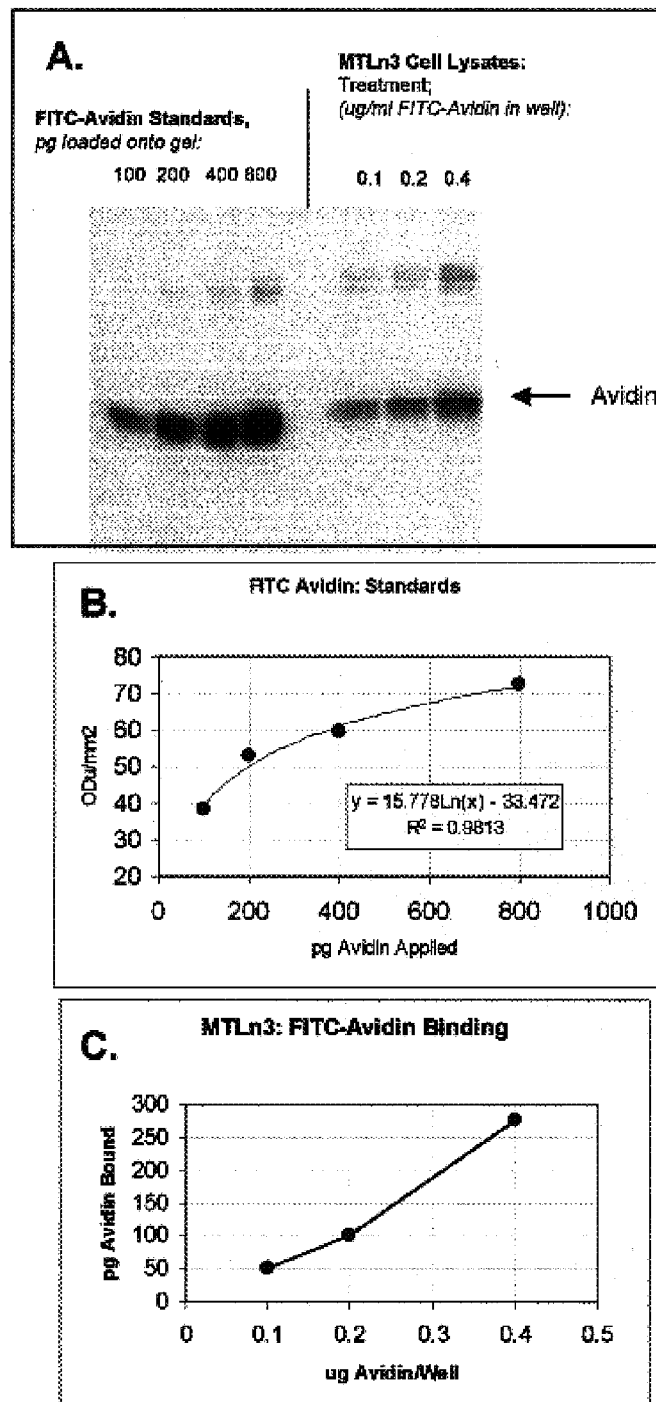 A.
FITC-Avidin Standards,
pg loaded onto gel:
100 200 400 800
MTLn3 Cell Lysates:
Treatment;
(ug/ml FITC-Avidin in well):
0.1 0.2 0.4
Avidin
B.
FITC Avidin: Standards
ODu/mm2
80
70
60
50
40
30
20
y = 15.778Ln(x) - 33.472
R² = 0.9813
0 200 400 600 800 1000
pg Avidin Applied
C.
MTLn3: FITC-Avidin Binding
pg Avidin Bound
300
250
200
150
100
50
0
0 0.1 0.2 0.3 0.4 0.5
ug Avidin/Well